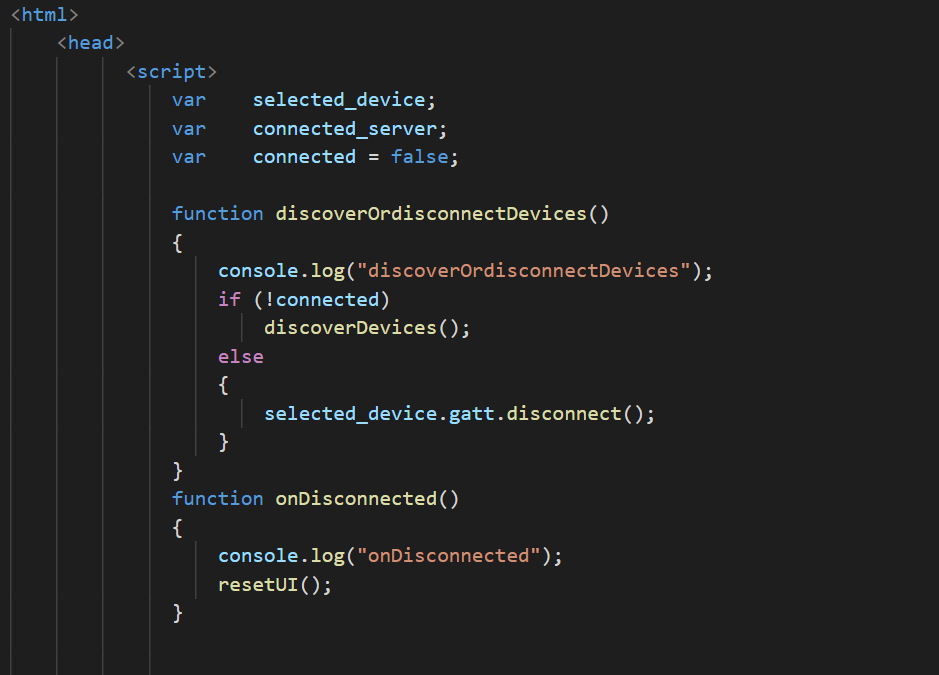 <html>
<head>
<script>
var    selected_device;
var    connected_server;
var    connected = false;
function discoverOrdisconnectDevices()
{
console.log("discoverOrdisconnectDevices");
if (!connected)
discoverDevices();
else
{
selected_device.gatt.disconnect();
}
}
function onDisconnected()
{
console.log("onDisconnected");
resetUI();
}